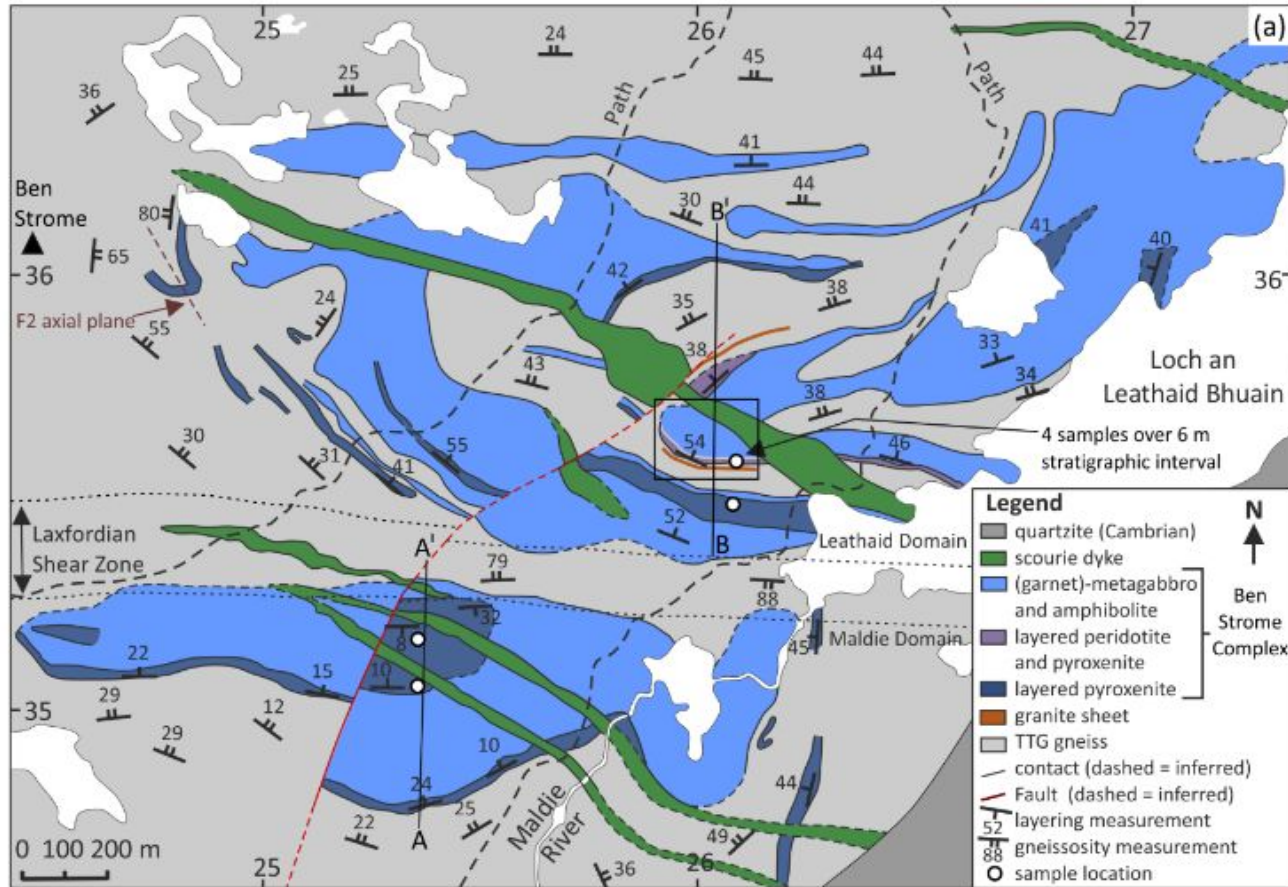 25
26
27
(a)
24
45
44
25
36
Path
Path
41
44
30
B'
80
Ben
Strome
65
41
40
36
36
42
38
24
35
F2 axial plane
55
33
38
43
34
Loch an
Leathaid Bhuain
38
54
46
4 samples over 6 m
stratigraphic interval
30
31
41
55
52
Laxfordian
Shear Zone
A'
B
Leathaid Domain
79
88
32
Maldie Domain
8
45
22
15
10
29
12
29
10
24
25
44
22
Maldie
River
49
36
0 100 200 m
25
26
Legend
quartzite (Cambrian)
scourie dyke
(garnet)-metagabbro
and amphibolite
layered peridotite
and pyroxenite
layered pyroxenite
Ben
Strome
Complex
granite sheet
TTG gneiss
contact (dashed = inferred)
Fault (dashed = inferred)
layering measurement
52
gneissosity measurement
88
sample location
N
35
35
A